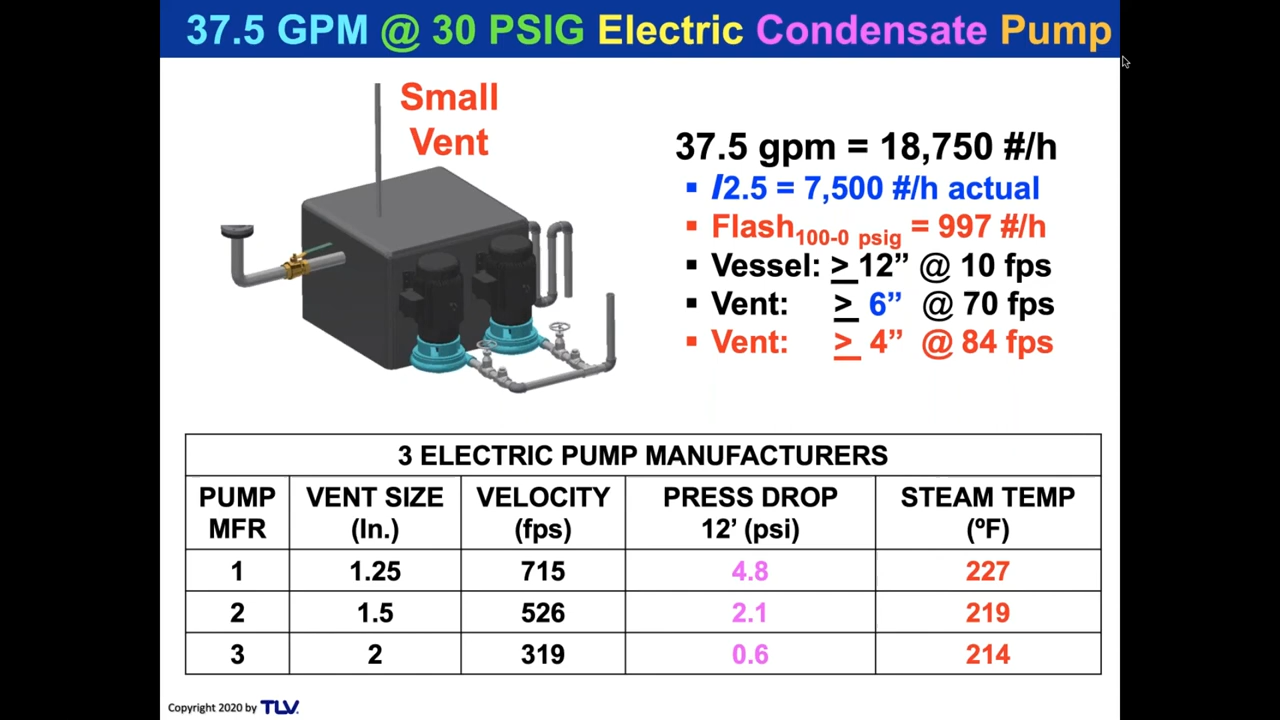 37.5 GPM @ 30 PSIG Electric Condensate Pump
Small
Vent
37.5 gpm = 18,750 #/h
▪ /2.5 = 7,500 #/h actual
▪ Flash100-0 psig = 997 #/h
▪ Vessel: > 12” @ 10 fps
▪ Vent: > 6” @ 70 fps
▪ Vent: > 4” @ 84 fps
3 ELECTRIC PUMP MANUFACTURERS
PUMP MFR VENT SIZE (In.) VELOCITY (fps) PRESS DROP 12’ (psi) STEAM TEMP (ºF)
1 1.25 715 4.8 227
2 1.5 526 2.1 219
3 2 319 0.6 214
Copyright 2020 by TLV.